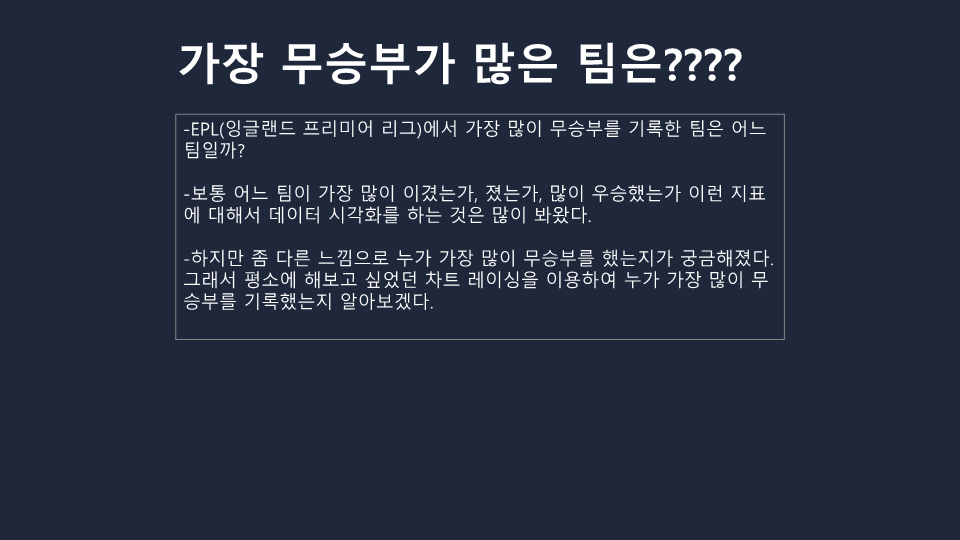 가장 무승부가 많은 팀은????
-EPL(잉글랜드 프리미어 리그)에서 가장 많이 무승부를 기록한 팀은 어느
팀일까?
-보통 어느 팀이 가장 많이 이겼는가, 졌는가, 많이 우승했는가 이런 지표
에 대해서 데이터 시각화를 하는 것은 많이 봐왔다.
-하지만 좀 다른 느낌으로 누가 가장 많이 무승부를 했는지가 궁금해졌다.
그래서 평소에 해보고 싶었던 차트 레이싱을 이용하여 누가 가장 많이 무
승부를 기록했는지 알아보겠다.